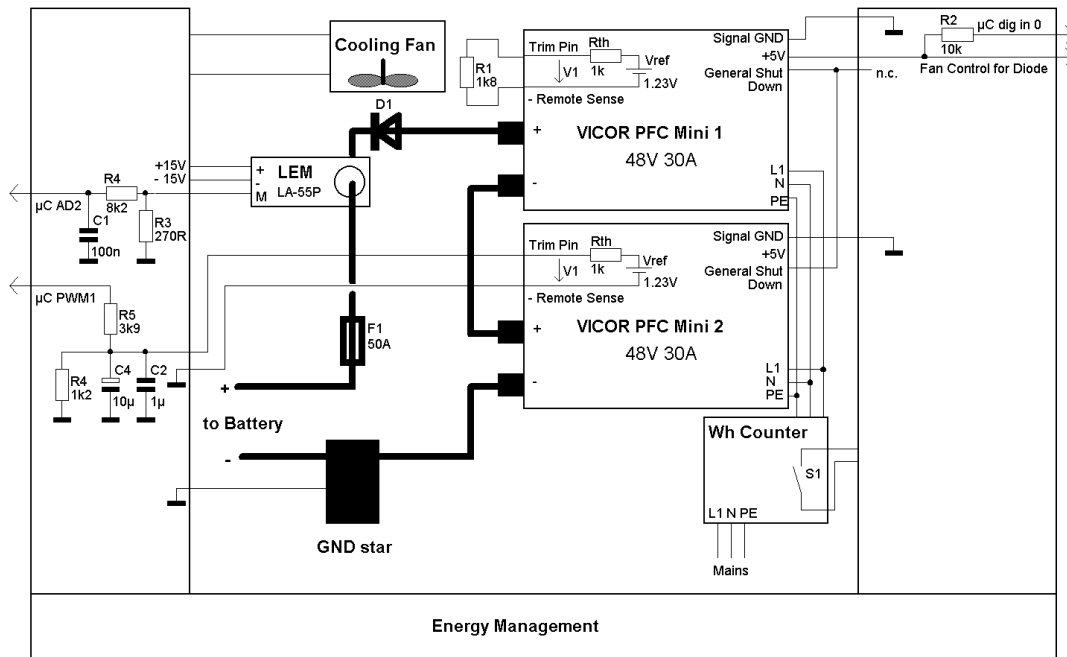 R2
µC dig in 0
10k
Fan Control for Diode
n.c.
Cooling Fan
R1
1k8
Trim Pin
Rth
1k
V1
Vref
1.23V
- Remote Sense
Signal GND
+5V
General Shut
Down
D1
+
VICOR PFC Mini 1
48V 30A
-
L1
N
PE
+15V
- 15V
+
-
M
LEM
LA-55P
µC AD2
R4
8k2
C1
100n
R3
270R
Trim Pin
Rth
1k
V1
Vref
1.23V
- Remote Sense
Signal GND
+5V
General Shut
Down
+
VICOR PFC Mini 2
48V 30A
-
L1
N
PE
µC PWM1
R5
3k9
R4
1k2
C4
10µ
C2
1µ
F1
50A
+
to Battery
-
GND star
Wh Counter
S1
L1 N PE
Mains
Energy Management